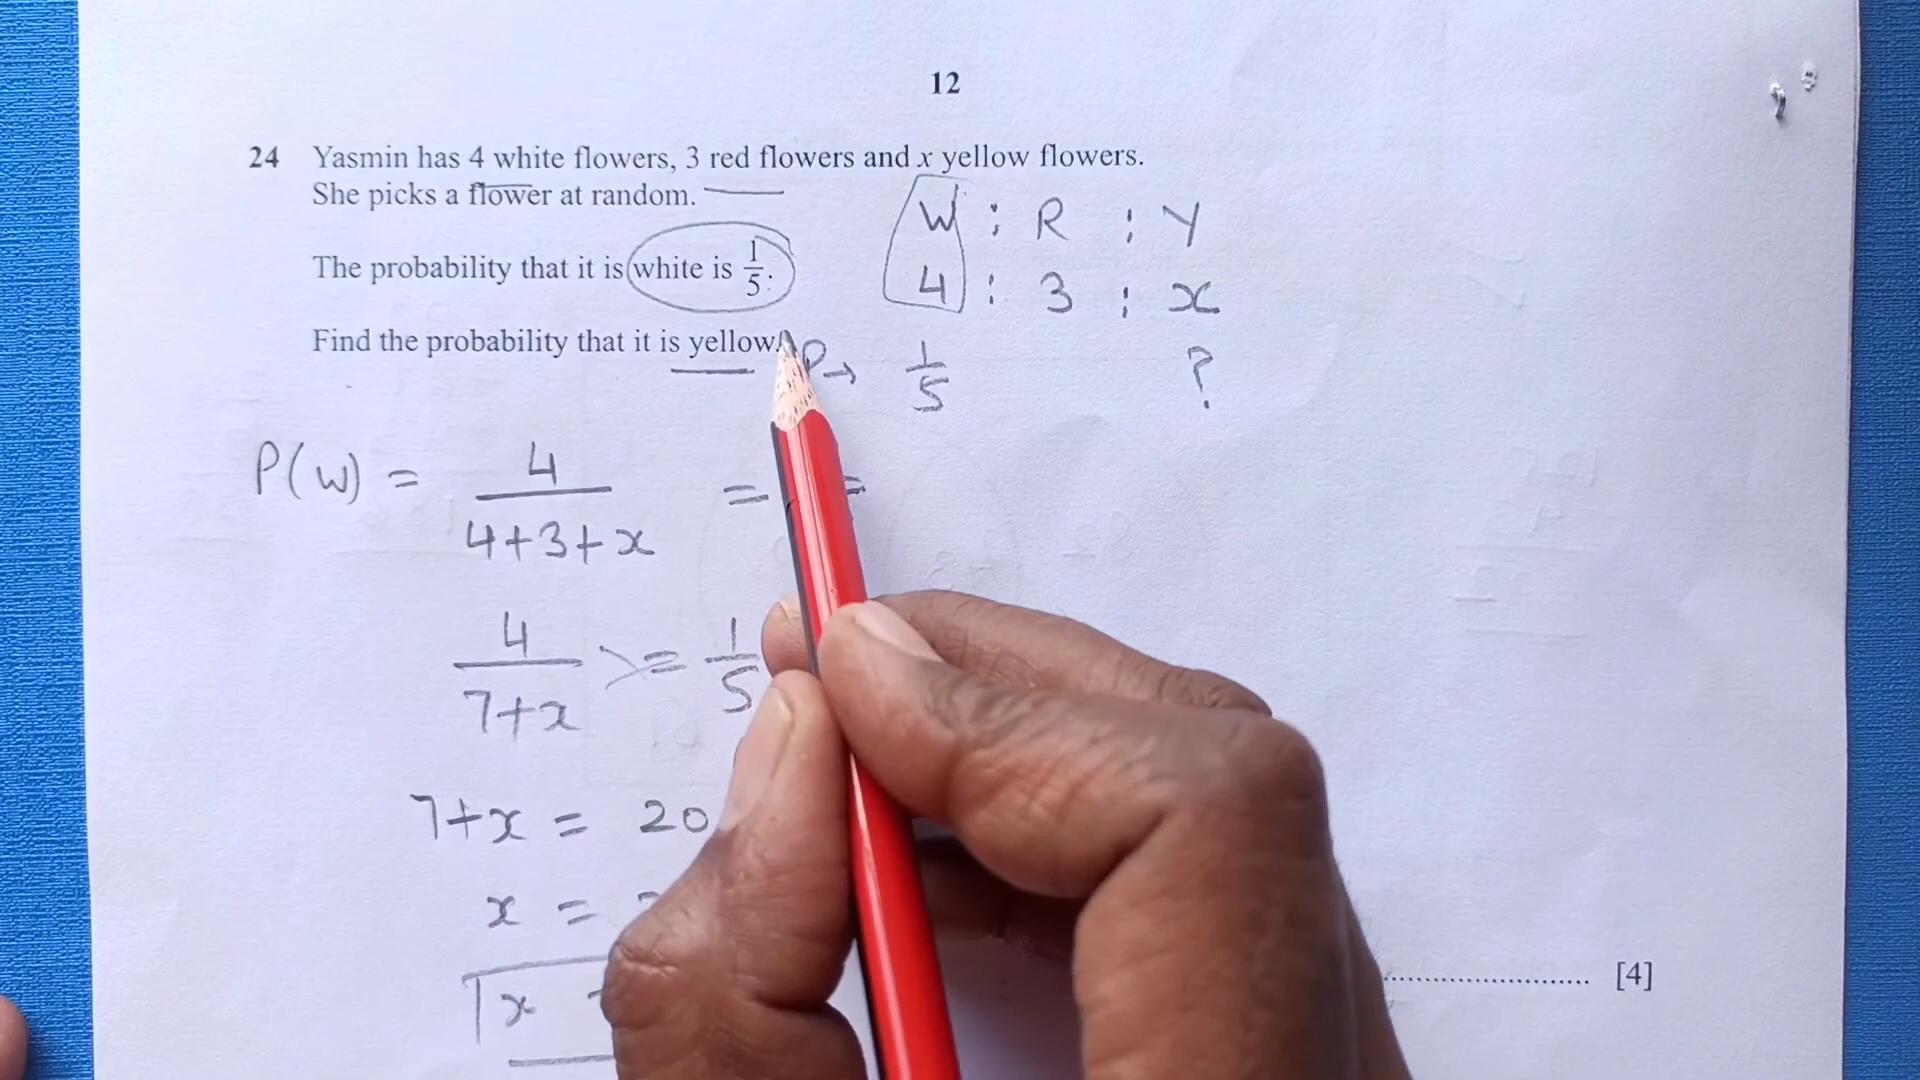 12
24 Yasmin has 4 white flowers, 3 red flowers and x yellow flowers.
She picks a flower at random.
W : R : Y
The probability that it is white is 1/5.
4 : 3 : x
Find the probability that it is yellow.
P → 1/5 ?
P(W) = 4/(4+3+x) =
4/(7+x) = 1/5
7+x = 20
x =
x
[4]